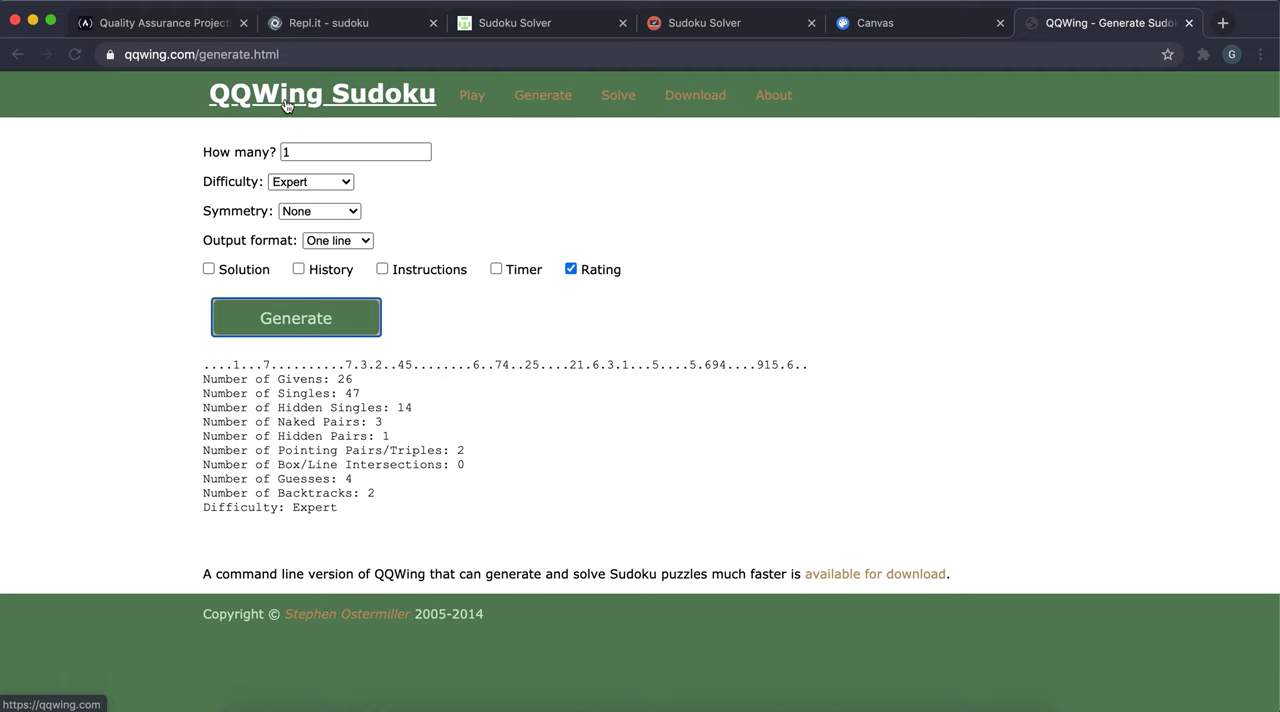 Quality Assurance Project
Repl.it - sudoku
Sudoku Solver
Sudoku Solver
Canvas
QQWing - Generate Sudo
qqwing.com/generate.html
G
QQWing Sudoku
Play
Generate
Solve
Download
About
How many? 1
Difficulty: Expert
Symmetry: None
Output format: One line
Solution History Instructions Timer Rating
Generate
....1...7..........7.3.2..45........6..74..25....21.6.3.1...5....5.694....915.6..
Number of Givens: 26
Number of Singles: 47
Number of Hidden Singles: 14
Number of Naked Pairs: 3
Number of Hidden Pairs: 1
Number of Pointing Pairs/Triples: 2
Number of Box/Line Intersections: 0
Number of Guesses: 4
Number of Backtracks: 2
Difficulty: Expert
A command line version of QQWing that can generate and solve Sudoku puzzles much faster is available for download.
Copyright © Stephen Ostermiller 2005-2014
https://qqwing.com